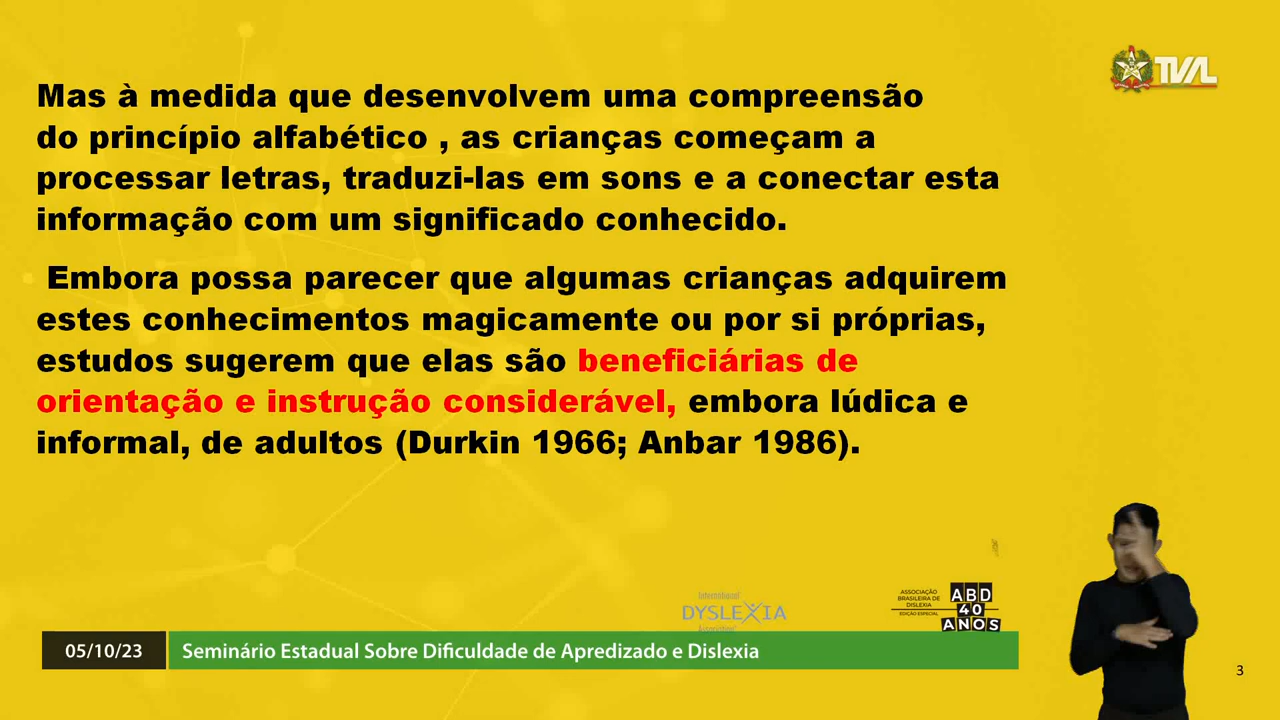 TVAL
Mas à medida que desenvolvem uma compreensão
do princípio alfabético , as crianças começam a
processar letras, traduzi-las em sons e a conectar esta
informação com um significado conhecido.
Embora possa parecer que algumas crianças adquirem
estes conhecimentos magicamente ou por si próprias,
estudos sugerem que elas são beneficiárias de
orientação e instrução considerável, embora lúdica e
informal, de adultos (Durkin 1966; Anbar 1986).
International
DYSLEXIA
Association
ASSOCIAÇÃO
BRASILEIRA DE
DISLEXIA
EDIÇÃO ESPECIAL
ABD
40
ANOS
05/10/23 Seminário Estadual Sobre Dificuldade de Apredizado e Dislexia
3